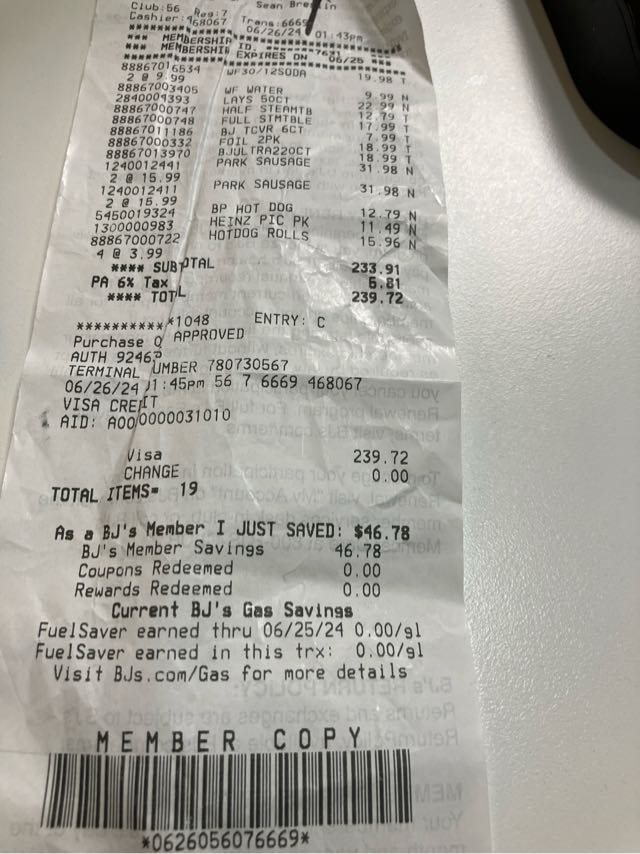 Club:56 Sean
Reg:7
Cashier:468067 Trans:6669
06/26/24 01:43pm
*** MEMBERSHIP ID.
*** MEMBERSHIP EXPIRES ON 06/25 ***
88867016534 WF30/12SODA 19.98 T
2 @ 9.99
88867003405 WF WATER 9.99 N
2840004393 LAYS 50CT 22.99 N
88867000747 HALF STEAMTB 12.79 T
88867000748 FULL STMTBLE 17.99 T
88867011186 BJ TCVR 6CT 7.99 T
88867000332 FOIL 2PK 18.99 T
88867013970 BJULTRA220CT 18.99 T
1240012441 PARK SAUSAGE 31.98 N
2 @ 15.99
1240012411 PARK SAUSAGE 31.98 N
2 @ 15.99
5450019324 BP HOT DOG 12.79 N
1300000983 HEINZ PIC PK 11.49 N
88867000722 HOTDOG ROLLS 15.96 N
4 @ 3.99
**** SUBTOTAL 233.91
PA 6% Tax 5.81
**** TOTL 239.72
***********1048 ENTRY: C
Purchase APPROVED
AUTH
TERMINAL UMBER 780730567
06/26/24 1:45pm 56 7 6669 468067
VISA CREIT
AID: A000000031010
Visa 239.72
CHANGE 0.00
TOTAL ITEMS= 19
As a BJ's Member I JUST SAVED: $46.78
BJ's Member Savings 46.78
Coupons Redeemed 0.00
Rewards Redeemed 0.00
Current BJ's Gas Savings
FuelSaver earned thru 06/25/24 0.00/gl
FuelSaver earned in this trx: 0.00/gl
Visit BJs.com/Gas for more details
MEMBER COPY
*0626056076669*